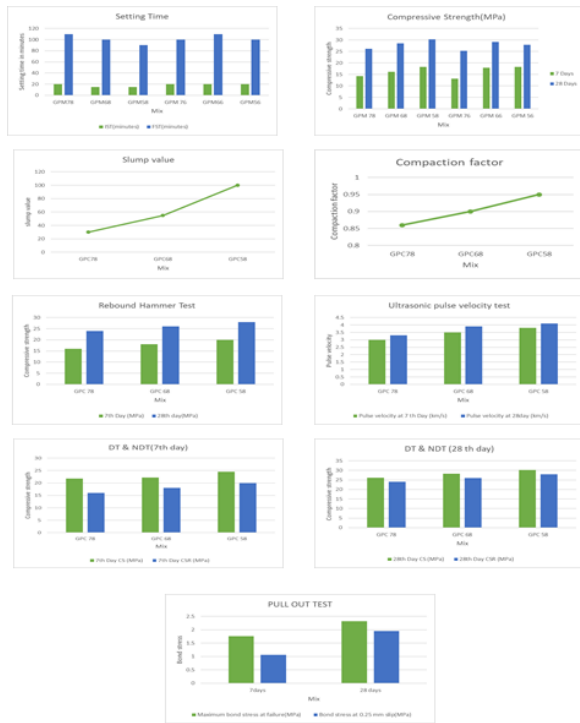 Setting Time
Setting time in minutes
120
100
80
60
40
20
0
GPM78
GPM68
GPM58
GPM 76
GPM66
GPM56
Mix
IST(minutes)
FST(minutes)
Compressive Strength(MPa)
Compressive strength
35
30
25
20
15
10
5
0
GPM 78
GPM 68
GPM 58
GPM 76
GPM 66
GPM 56
Mix
7 Days
28 Days
Slump value
slump value
120
100
80
60
40
20
0
GPC78
GPC68
GPC58
Mix
Compaction factor
Compaction factor
1
0.95
0.9
0.85
0.8
GPC78
GPC68
GPC58
Mix
Rebound Hammer Test
Compressive strength
30
25
20
15
10
5
0
GPC 78
GPC 68
GPC 58
Mix
7th Day(MPa)
28th day(MPa)
Ultrasonic pulse velocity test
Pulse velocity
4.5
4
3.5
3
2.5
2
1.5
1
0.5
0
GPC 78
GPC 68
GPC 58
Mix
Pulse velocity at 7 th Day (km/s)
Pulse velocity at 28day (km/s)
DT & NDT(7th day)
Compressive strength
30
25
20
15
10
5
0
GPC 78
GPC 68
GPC 58
Mix
7th Day CS (MPa)
7th Day CSR (MPa)
DT & NDT (28 th day)
Compressive strength
35
30
25
20
15
10
5
0
GPC 78
GPC 68
GPC 58
Mix
28th Day CS (MPa)
28th Day CSR (MPa)
PULL OUT TEST
Bond stress
2.5
2
1.5
1
0.5
0
7days
28 days
Mix
Maximum bond stress at failure(MPa)
Bond stress at 0.25 mm slip(MPa)